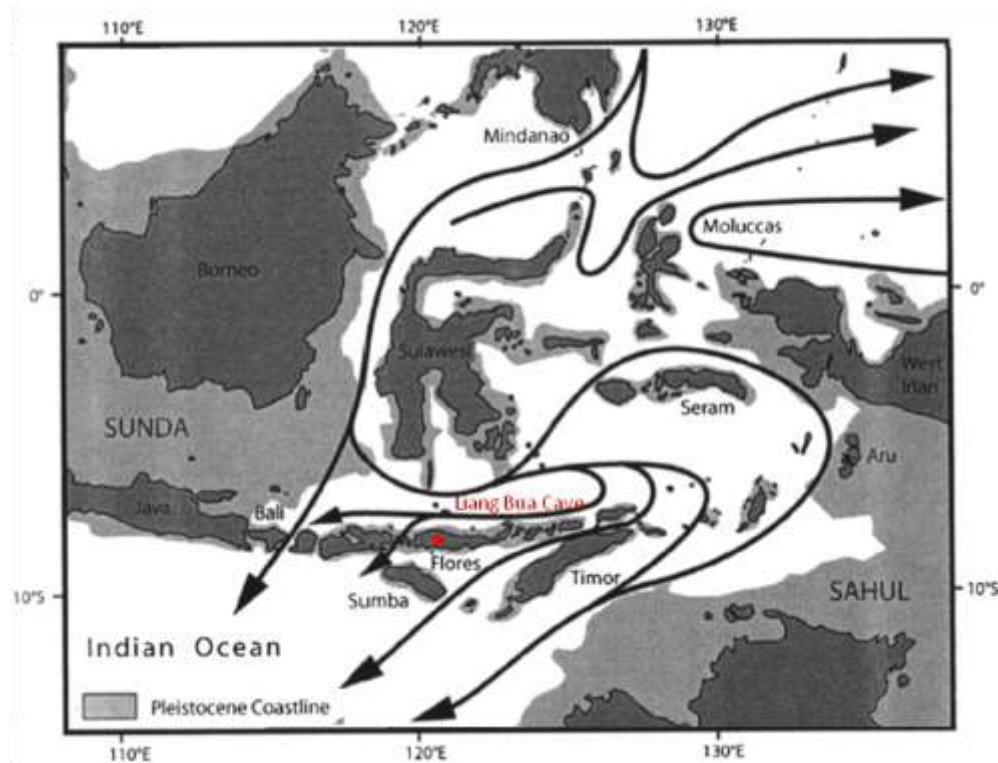 110°E 120°E 130°E
Mindanao
Moluccas
Borneo
0° 0°
Sulawesi
West
Irian
Seram
SUNDA
Aru
Liang Bua Cave
Java
Bali
Flores
Timor
SAHUL
Sumba
10°S 10°S
Indian Ocean
Pleistocene Coastline
110°E 120°E 130°E